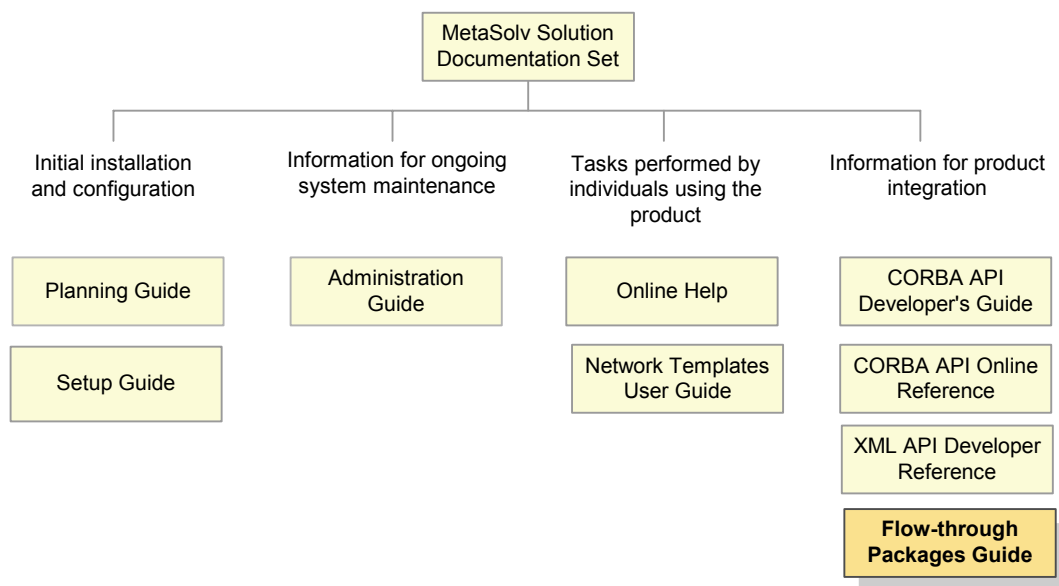 MetaSolv Solution
Documentation Set
Initial installation
and configuration
Information for ongoing
system maintenance
Tasks performed by
individuals using the
product
Information for product
integration
Planning Guide
Setup Guide
Administration
Guide
Online Help
Network Templates
User Guide
CORBA API
Developer's Guide
CORBA API Online
Reference
XML API Developer
Reference
Flow-through
Packages Guide